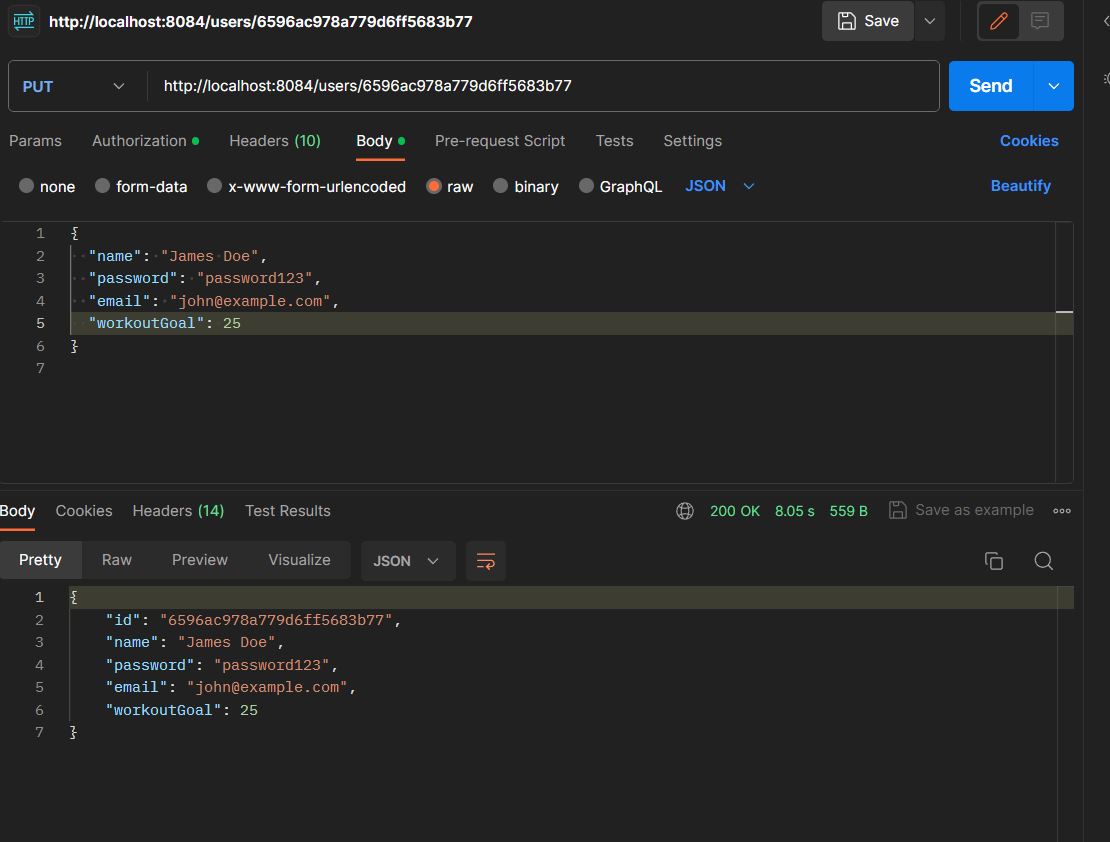 HTTP http://localhost:8084/users/6596ac978a779d6ff5683b77 Save
PUT http://localhost:8084/users/6596ac978a779d6ff5683b77 Send
Params Authorization Headers (10) Body Pre-request Script Tests Settings Cookies
none form-data x-www-form-urlencoded raw binary GraphQL JSON Beautify
1 {
2 "name": "James Doe",
3 "password": "password123",
4 "email": "john@example.com",
5 "workoutGoal": 25
6 }
7
Body Cookies Headers (14) Test Results 200 OK 8.05 s 559 B Save as example
Pretty Raw Preview Visualize JSON
1 {
2 "id": "6596ac978a779d6ff5683b77",
3 "name": "James Doe",
4 "password": "password123",
5 "email": "john@example.com",
6 "workoutGoal": 25
7 }